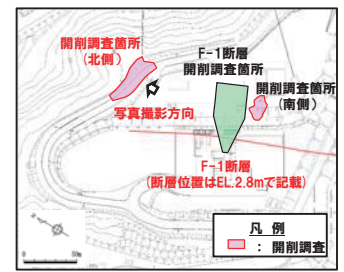 開削調査箇所
(北側)
F-1断層
開削調査箇所
開削調査箇所
(南側)
写真撮影方向
F-1断層
(断層位置はEL.2.8mで記載)
凡 例
: 開削調査
0
50m